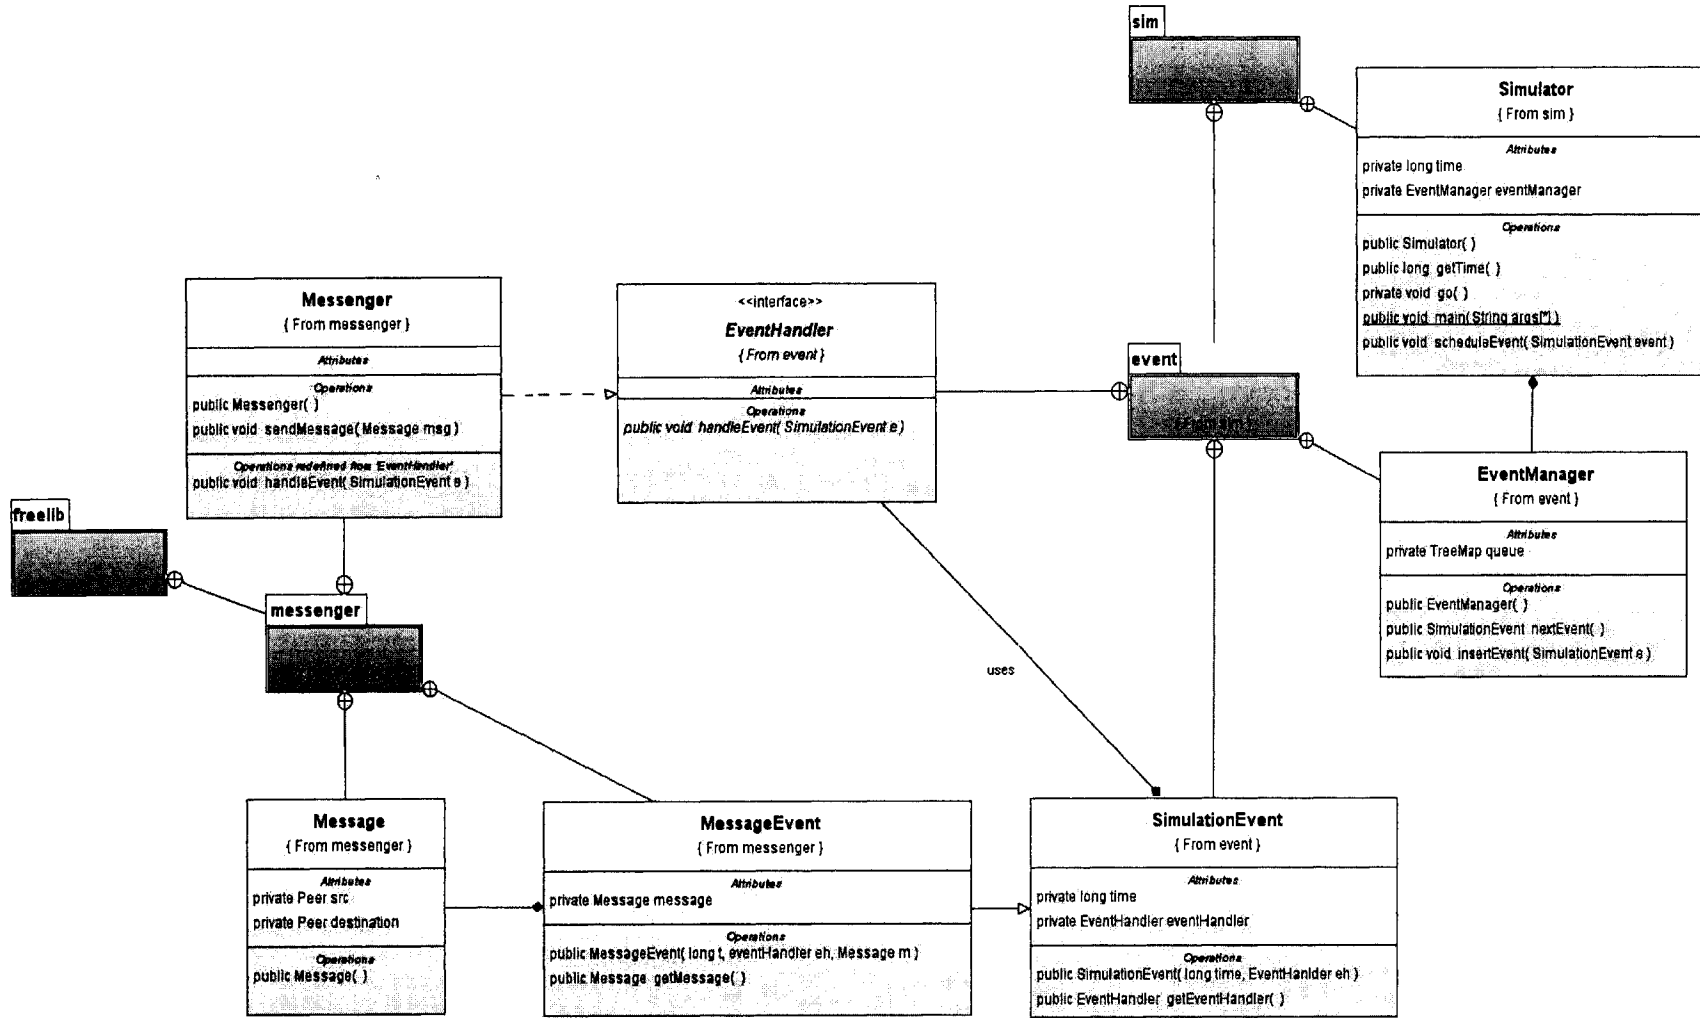 sim
Simulator
{ From sim }
Attributes
private long time
private EventManager eventManager
Operations
public Simulator( )
public long getTime( )
private void go( )
public void main( String args[*] )
public void scheduleEvent( SimulationEvent event )
Messenger
{ From messenger }
Attributes
Operations
public Messenger( )
public void sendMessage( Message msg )
Operations redefined from 'EventHandler'
public void handleEvent( SimulationEvent e )
<<interface>>
EventHandler
{ From event }
Attributes
Operations
public void handleEvent( SimulationEvent e )
event
{ From sim }
EventManager
{ From event }
Attributes
private TreeMap queue
Operations
public EventManager( )
public SimulationEvent nextEvent( )
public void insertEvent( SimulationEvent e )
freelib
messenger
uses
Message
{ From messenger }
Attributes
private Peer src
private Peer destination
Operations
public Message( )
MessageEvent
{ From messenger }
Attributes
private Message message
Operations
public MessageEvent( long t, eventHandler eh, Message m )
public Message getMessage( )
SimulationEvent
{ From event }
Attributes
private long time
private EventHandler eventHandler
Operations
public SimulationEvent( long time, EventHanlder eh )
public EventHandler getEventHandler( )